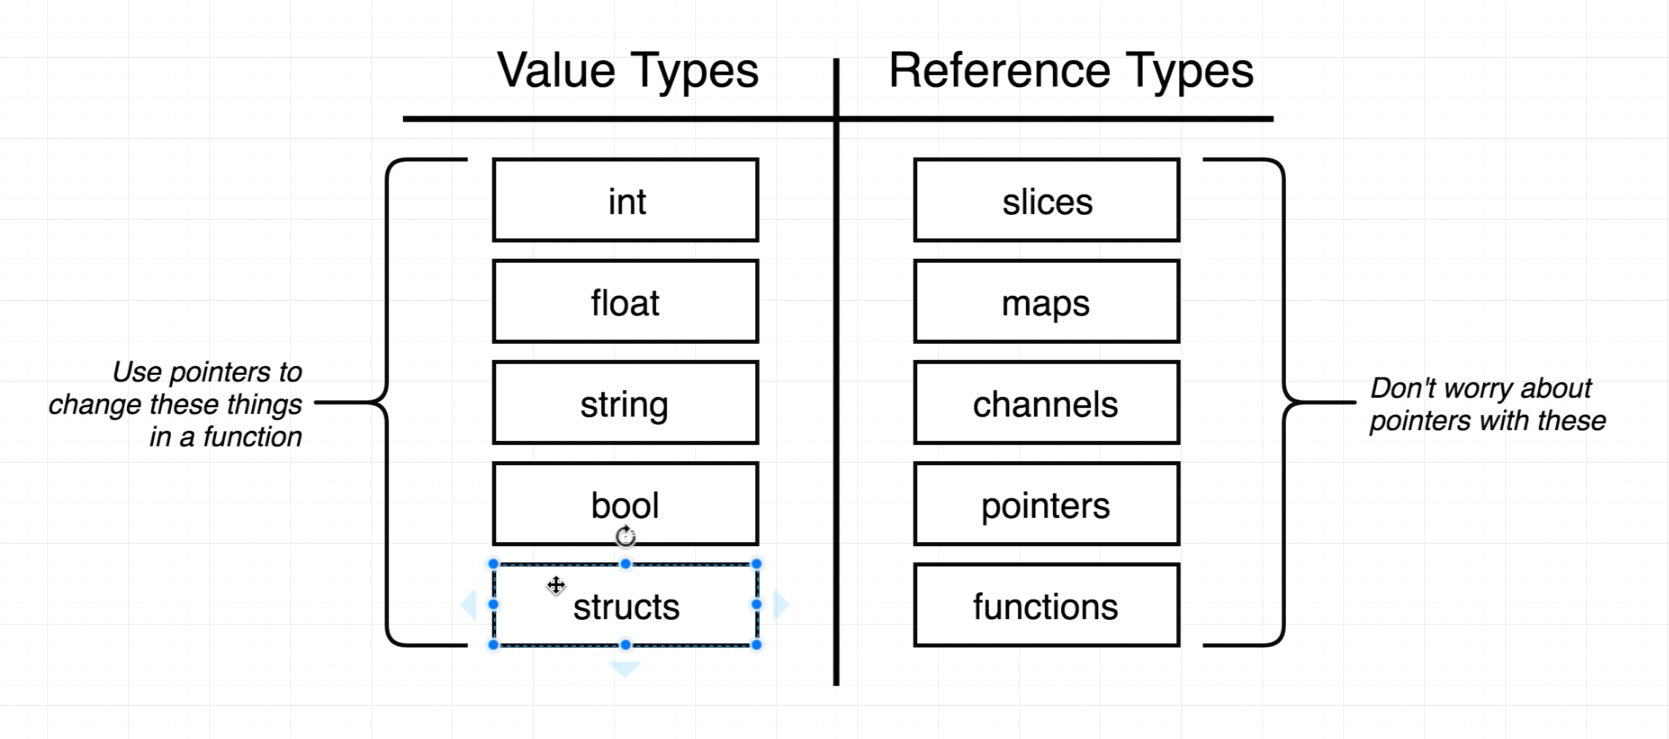 Value Types
Reference Types
int
float
string
bool
structs
slices
maps
channels
pointers
functions
Use pointers to
change these things
in a function
Don't worry about
pointers with these